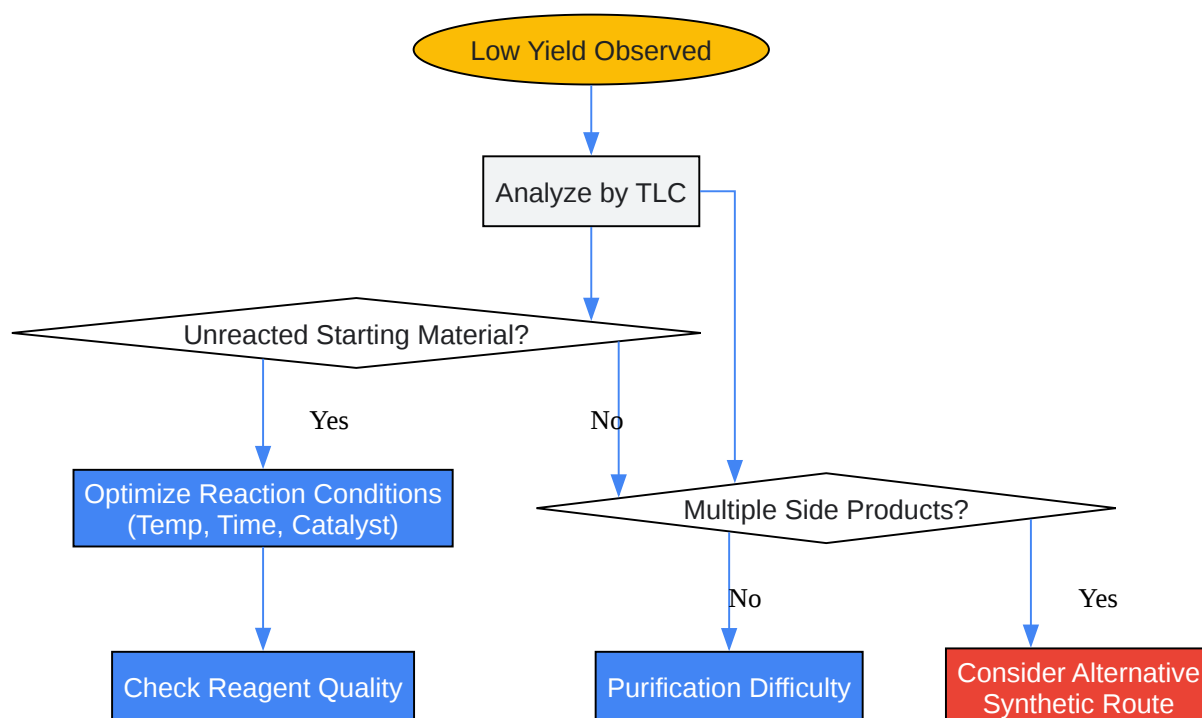 Low Yield Observed
Analyze by TLC
Unreacted Starting Material?
Yes
No
Optimize Reaction Conditions
(Temp, Time, Catalyst)
Multiple Side Products?
No
Yes
Check Reagent Quality
Purification Difficulty
Consider Alternative
Synthetic Route